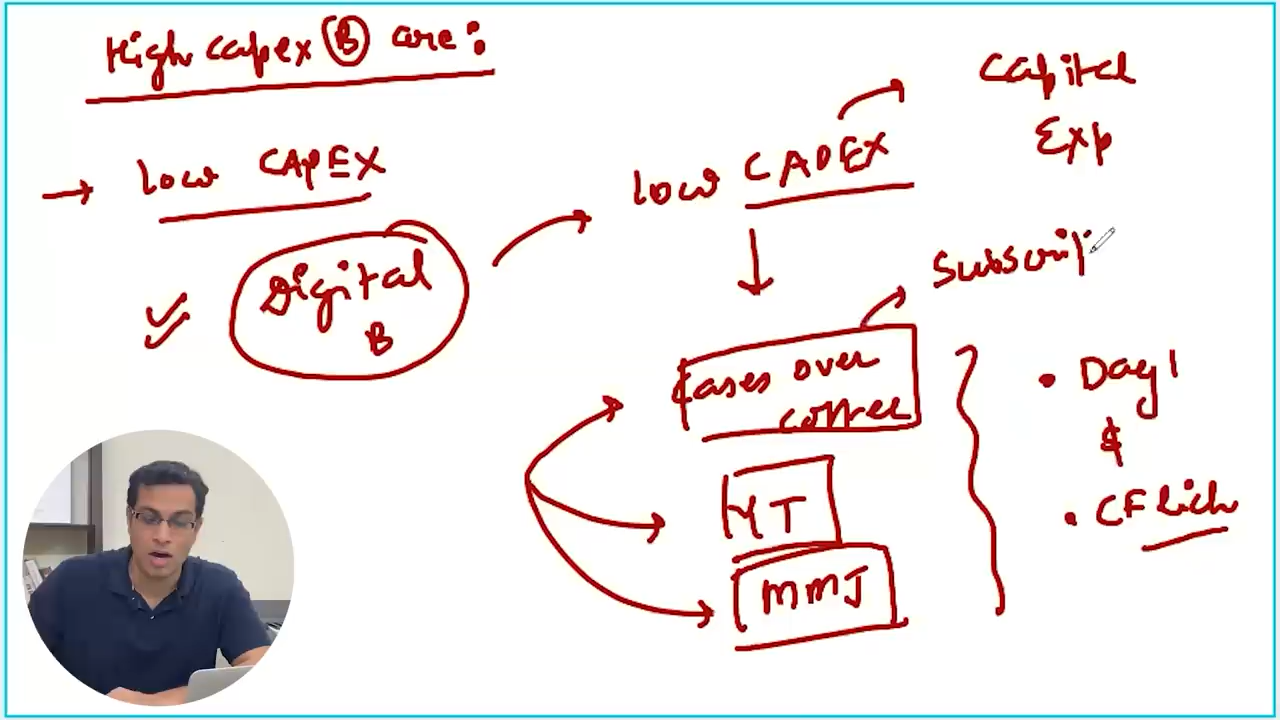 High Capex B are:
Low CAPEX
Digital
B
Low CAPEX
Capital
Exp
Subscripti
Cases over
coffee
YT
MMJ
• Day 1
&
• CF Rich